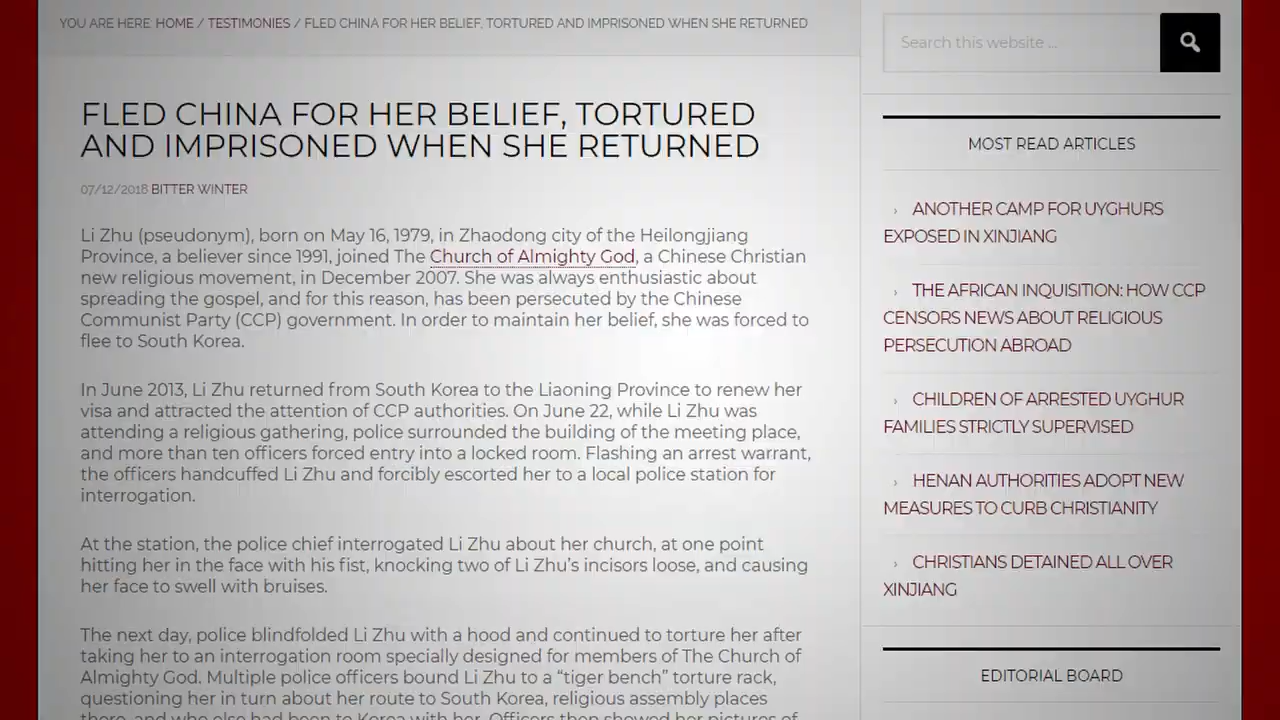 YOU ARE HERE: HOME / TESTIMONIES / FLED CHINA FOR HER BELIEF, TORTURED AND IMPRISONED WHEN SHE RETURNED
FLED CHINA FOR HER BELIEF, TORTURED
AND IMPRISONED WHEN SHE RETURNED
07/12/2018 BITTER WINTER
Li Zhu (pseudonym), born on May 16, 1979, in Zhaodong city of the Heilongjiang
Province, a believer since 1991, joined The Church of Almighty God, a Chinese Christian
new religious movement, in December 2007. She was always enthusiastic about
spreading the gospel, and for this reason, has been persecuted by the Chinese
Communist Party (CCP) government. In order to maintain her belief, she was forced to
flee to South Korea.
In June 2013, Li Zhu returned from South Korea to the Liaoning Province to renew her
visa and attracted the attention of CCP authorities. On June 22, while Li Zhu was
attending a religious gathering, police surrounded the building of the meeting place,
and more than ten officers forced entry into a locked room. Flashing an arrest warrant,
the officers handcuffed Li Zhu and forcibly escorted her to a local police station for
interrogation.
At the station, the police chief interrogated Li Zhu about her church, at one point
hitting her in the face with his fist, knocking two of Li Zhu’s incisors loose, and causing
her face to swell with bruises.
The next day, police blindfolded Li Zhu with a hood and continued to torture her after
taking her to an interrogation room specially designed for members of The Church of
Almighty God. Multiple police officers bound Li Zhu to a “tiger bench” torture rack,
questioning her in turn about her route to South Korea, religious assembly places
there, and who else had been to Korea with her. Officers then showed her pictures of
Search this website ...
MOST READ ARTICLES
› ANOTHER CAMP FOR UYGHURS
EXPOSED IN XINJIANG
› THE AFRICAN INQUISITION: HOW CCP
CENSORS NEWS ABOUT RELIGIOUS
PERSECUTION ABROAD
› CHILDREN OF ARRESTED UYGHUR
FAMILIES STRICTLY SUPERVISED
› HENAN AUTHORITIES ADOPT NEW
MEASURES TO CURB CHRISTIANITY
› CHRISTIANS DETAINED ALL OVER
XINJIANG
EDITORIAL BOARD